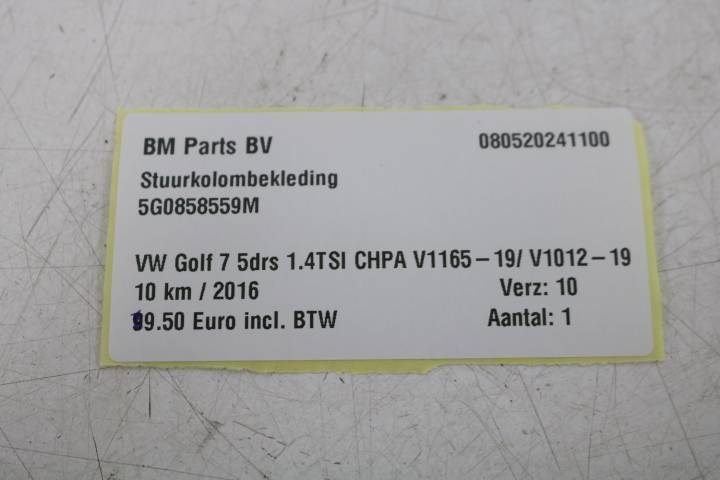 BM Parts BV 080520241100
Stuurkolombekleding
5G0858559M
VW Golf 7 5drs 1.4TSI CHPA V1165-19/ V1012-19
10 km / 2016 Verz: 10
99.50 Euro incl. BTW Aantal: 1